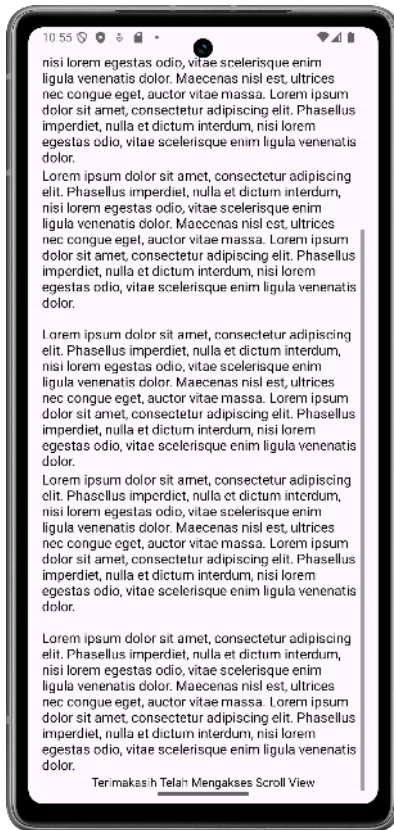 10.55
nisi lorem egestas odio, vitae scelerisque enim
ligula venenatis dolor. Maecenas nisl est, ultrices
nec congue eget, auctor vitae massa. Lorem ipsum
dolor sit amet, consectetur adipiscing elit. Phasellus
imperdiet, nulla et dictum interdum, nisi lorem
egestas odio, vitae scelerisque enim ligula venenatis
dolor.
Lorem ipsum dolor sit amet, consectetur adipiscing
elit. Phasellus imperdiet, nulla et dictum interdum,
nisi lorem egestas odio, vitae scelerisque enim
ligula venenatis dolor. Maecenas nisl est, ultrices
nec congue eget, auctor vitae massa. Lorem ipsum
dolor sit amet, consectetur adipiscing elit. Phasellus
imperdiet, nulla et dictum interdum, nisi lorem
egestas odio, vitae scelerisque enim ligula venenatis
dolor.
Lorem ipsum dolor sit amet, consectetur adipiscing
elit. Phasellus imperdiet, nulla et dictum interdum,
nisi lorem egestas odio, vitae scelerisque enim
ligula venenatis dolor. Maecenas nisl est, ultrices
nec congue eget, auctor vitae massa. Lorem ipsum
dolor sit amet, consectetur adipiscing elit. Phasellus
imperdiet, nulla et dictum interdum, nisi lorem
egestas odio, vitae scelerisque enim ligula venenatis
dolor.
Lorem ipsum dolor sit amet, consectetur adipiscing
elit. Phasellus imperdiet, nulla et dictum interdum,
nisi lorem egestas odio, vitae scelerisque enim
ligula venenatis dolor. Maecenas nisl est, ultrices
nec congue eget, auctor vitae massa. Lorem ipsum
dolor sit amet, consectetur adipiscing elit. Phasellus
imperdiet, nulla et dictum interdum, nisi lorem
egestas odio, vitae scelerisque enim ligula venenatis
dolor.
Lorem ipsum dolor sit amet, consectetur adipiscing
elit. Phasellus imperdiet, nulla et dictum interdum,
nisi lorem egestas odio, vitae scelerisque enim
ligula venenatis dolor. Maecenas nisl est, ultrices
nec congue eget, auctor vitae massa. Lorem ipsum
dolor sit amet, consectetur adipiscing elit. Phasellus
imperdiet, nulla et dictum interdum, nisi lorem
egestas odio, vitae scelerisque enim ligula venenatis
dolor.
Terimakasih Telah Mengakses Scroll View